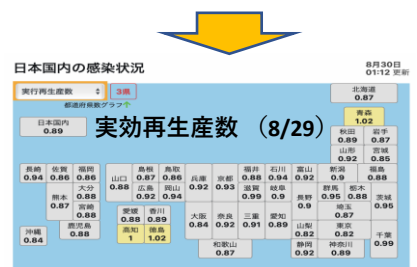 日本国内の感染状況
8月30日
01:12 更新
実行再生産数
3県
都道府県数グラフ↑
実効再生産数 （8/29）
日本国内 0.89
北海道 0.87
青森 1.02
秋田 0.89 岩手 0.87
山形 0.92 宮城 0.85
長崎 0.94 佐賀 0.86 福岡 0.86
島根 0.87 鳥取 0.86
山口 0.88 広島 0.92 岡山 0.94
兵庫 0.92 京都 0.93
福井 0.88 石川 0.94 富山 0.92 新潟 0.9 福島 0.88
熊本 0.87 大分 0.88
宮崎 0.88
滋賀 0.99 岐阜 0.9 長野 0.9 群馬 0.95 栃木 0.88 茨城 0.95
鹿児島 0.88
愛媛 0.88 香川 0.89
大阪 0.84 奈良 0.92 三重 0.91 愛知 0.89
埼玉 0.87
沖縄 0.84
高知 1 徳島 1.02
山梨 0.82 東京 0.82 千葉 0.99
和歌山 0.87
静岡 0.92 神奈川 0.89